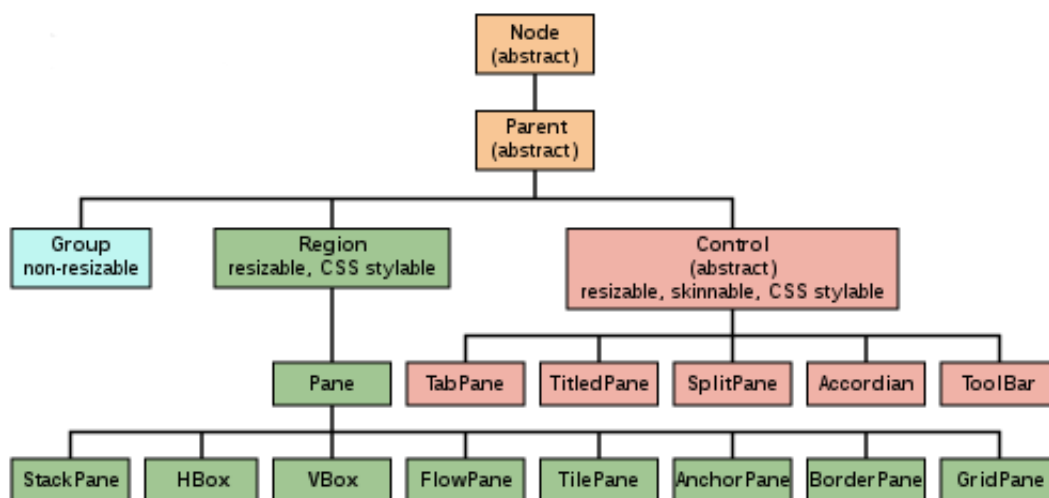 Node
(abstract)
Parent
(abstract)
Group
non-resizable
Region
resizable, CSS stylable
Control
(abstract)
resizable, skinnable, CSS stylable
Pane
TabPane
TitledPane
SplitPane
Accordian
ToolBar
StackPane
HBox
VBox
FlowPane
TilePane
AnchorPane
BorderPane
GridPane